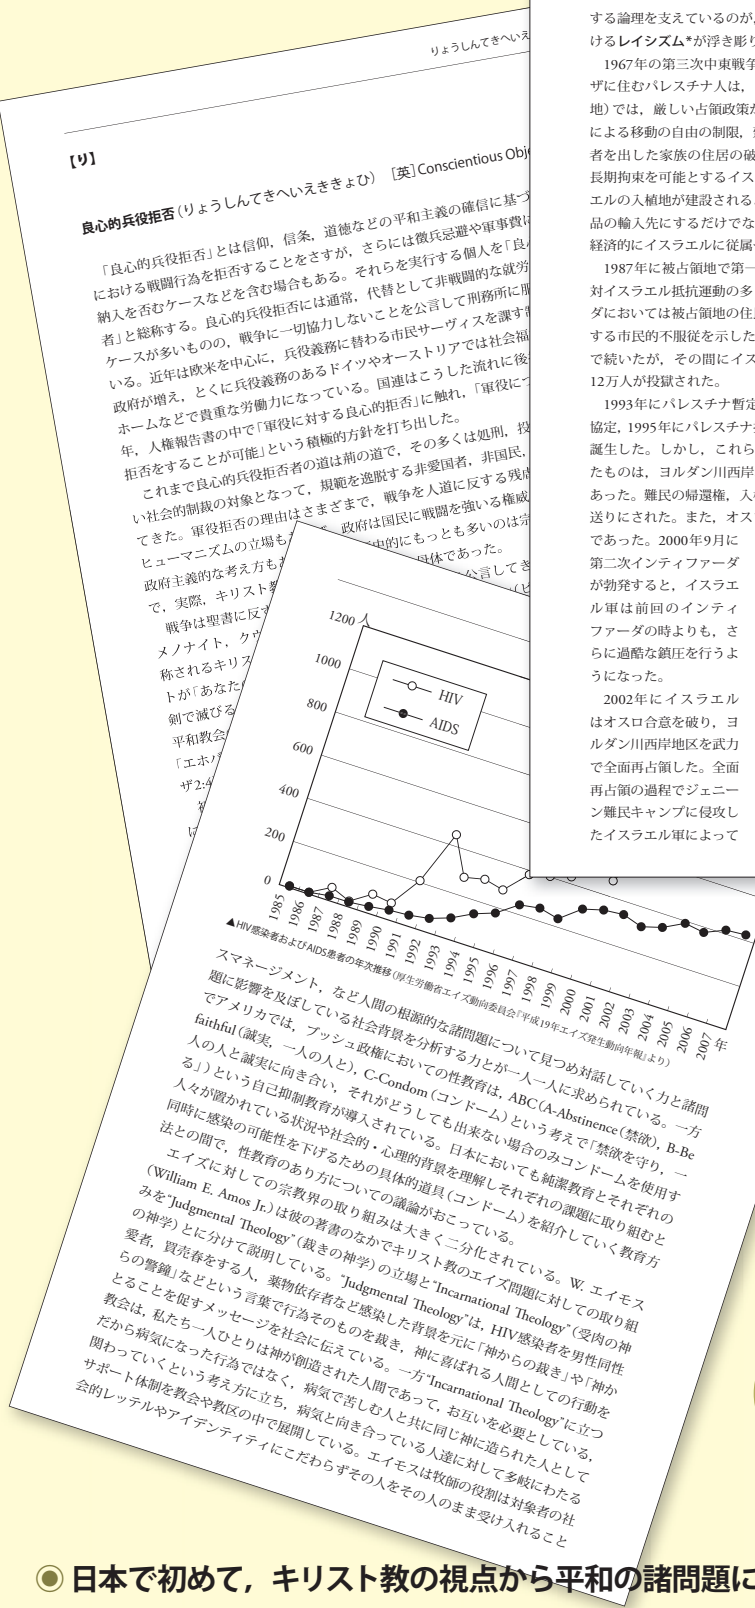 りょうしんてきへいえ
【り】
良心的兵役拒否（りょうしんてきへいえききょひ） ［英］Conscientious Obje
「良心的兵役拒否」とは信仰，信条，道徳などの平和主義の確信に基づ
における戦闘行為を拒否することをさすが，さらには徴兵忌避や軍事費に
納入を否むケースなどを含む場合もある。それらを実行する個人を「良心
者」と総称する。良心的兵役拒否には通常，代替として非戦闘的な就労
ケースが多いものの，戦争に一切協力しないことを公言して刑務所に服
いる。近年は欧米を中心に，兵役義務に替わる市民サーヴィスを課す
政府が増え，とくに兵役義務のあるドイツやオーストリアでは社会福
ホームなどで貴重な労働力になっている。国連はこうした流れに後
年，人権報告書の中で「軍役に対する良心的拒否」に触れ，「軍役につ
拒否をすることが可能」という積極的方針を打ち出した。
これまで良心的兵役拒否者の道は荊の道で，その多くは処刑，投
い社会的制裁の対象となって，規範を逸脱する非愛国者，非国民，
てきた。軍役拒否の理由はさまざまで，戦争を人道に反する残虐
ヒューマニズムの立場も 政府は国民に戦闘を強いる権威
政府主義的な考え方も 史的にもっとも多いのは宗
で，実際，キリスト教 母体であった。
戦争は聖書に反す 公言してき
メノナイト，クウ
称されるキリス
トが「あなた
剣で滅びる
平和教会
「エホバ
ザ2:4
する論理を支えているのが，
けるレイシズム*が浮き彫り
1967年の第三次中東戦争
ザに住むパレスチナ人は，
地）では，厳しい占領政策が
による移動の自由の制限，
者を出した家族の住居の破
長期拘束を可能とするイス
エルの入植地が建設される
品の輸入先にするだけでな
経済的にイスラエルに従属
1987年に被占領地で第一
対イスラエル抵抗運動の多
ダにおいては被占領地の住
する市民的不服従を示した
で続いたが，その間にイス
12万人が投獄された。
1993年にパレスチナ暫定
協定，1995年にパレスチナ
誕生した。しかし，これら
たものは，ヨルダン川西岸
あった。難民の帰還権，入
送りにされた。また，オス
であった。2000年9月に
第二次インティファーダ
が勃発すると，イスラエ
ル軍は前回のインティ
ファーダの時よりも，さ
らに過酷な鎮圧を行うよ
うになった。
2002年にイスラエル
はオスロ合意を破り，ヨ
ルダン川西岸地区を武力
で全面再占領した。全面
再占領の過程でジェニー
ン難民キャンプに侵攻し
たイスラエル軍によって
1200 人
1000
800
600
400
200
0
HIV
AIDS
1985 1986 1987 1988 1989 1990 1991 1992 1993 1994 1995 1996 1997 1998 1999 2000 2001 2002 2003 2004 2005 2006 2007 年
▲HIV感染者およびAIDS患者の年次推移（厚生労働省エイズ動向委員会『平成19年エイズ発生動向年報』より）
スマネージメント，など人間の根源的な諸問題について見つめ対話していく力と諸問
題に影響を及ぼしている社会背景を分析する力とが一人一人に求められている。一方
でアメリカでは，ブッシュ政権においての性教育は，ABC（A-Abstinence（禁欲），B-Be
faithful（誠実，一人の人と），C-Condom（コンドーム）という考えで「禁欲を守り，一
人の人と誠実に向き合い，それがどうしても出来ない場合のみコンドームを使用す
る」）という自己抑制教育が導入されている。日本においても純潔教育とそれぞれの
人々が置かれている状況や社会的・心理的背景を理解しそれぞれの課題に取り組むと
同時に感染の可能性を下げるための具体的道具（コンドーム）を紹介していく教育方
法との間で，性教育のあり方についての議論がおこっている。
エイズに対しての宗教界の取り組みは大きく二分化されている。W. エイモス
（William E. Amos Jr.）は彼の著書のなかでキリスト教のエイズ問題に対しての取り組
みを"Judgmental Theology"（裁きの神学）の立場と"Incarnational Theology"（受肉の神
の神学）とに分けて説明している。"Judgmental Theology"は，HIV感染者を男性同性
愛者，買売春をする人，薬物依存者など感染した背景を元に「神からの裁き」や「神か
らの警鐘」などという言葉で行為そのものを裁き，神に喜ばれる人間としての行動を
とることを促すメッセージを社会に伝えている。一方"Incarnational Theology"に立つ
教会は，私たち一人ひとりは神が創造された人間であって，お互いを必要としている，
だから病気になった行為ではなく，病気で苦しむ人と共に同じ神に造られた人として
関わっていくという考え方に立ち，病気と向き合っている人達に対して多岐にわたる
サポート体制を教会や教区の中で展開している。エイモスは牧師の役割は対象者の社
会的レッテルやアイデンティティにこだわらずその人をその人のまま受け入れること
◉日本で初めて，キリスト教の視点から平和の諸問題に